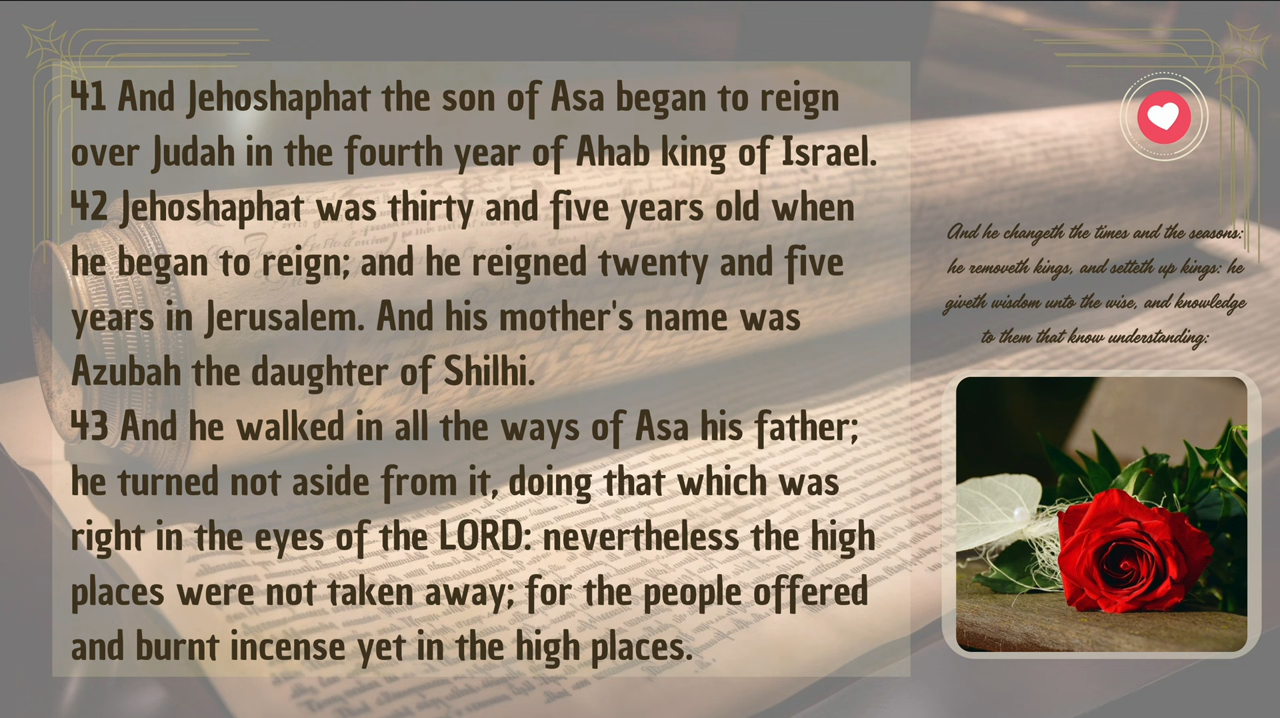 41 And Jehoshaphat the son of Asa began to reign
over Judah in the fourth year of Ahab king of Israel.
42 Jehoshaphat was thirty and five years old when
he began to reign; and he reigned twenty and five
years in Jerusalem. And his mother's name was
Azubah the daughter of Shilhi.
43 And he walked in all the ways of Asa his father;
he turned not aside from it, doing that which was
right in the eyes of the LORD: nevertheless the high
places were not taken away; for the people offered
and burnt incense yet in the high places.
And he changeth the times and the seasons:
he removeth kings, and setteth up kings: he
giveth wisdom unto the wise, and knowledge
to them that know understanding: